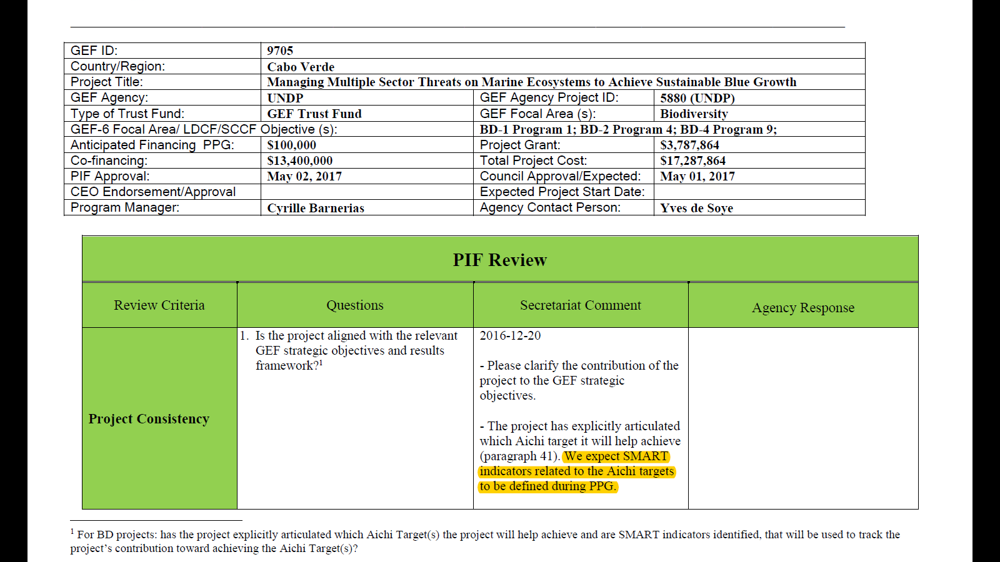 GEF ID: 9705
Country/Region: Cabo Verde
Project Title: Managing Multiple Sector Threats on Marine Ecosystems to Achieve Sustainable Blue Growth
GEF Agency: UNDP GEF Agency Project ID: 5880 (UNDP)
Type of Trust Fund: GEF Trust Fund GEF Focal Area (s): Biodiversity
GEF-6 Focal Area/ LDCF/SCCF Objective (s): BD-1 Program 1; BD-2 Program 4; BD-4 Program 9;
Anticipated Financing PPG: $100,000 Project Grant: $3,787,864
Co-financing: $13,400,000 Total Project Cost: $17,287,864
PIF Approval: May 02, 2017 Council Approval/Expected: May 01, 2017
CEO Endorsement/Approval Expected Project Start Date:
Program Manager: Cyrille Barnerias Agency Contact Person: Yves de Soye
PIF Review
Review Criteria Questions Secretariat Comment Agency Response
Project Consistency
1. Is the project aligned with the relevant
GEF strategic objectives and results
framework?¹
2016-12-20
- Please clarify the contribution of the
project to the GEF strategic
objectives.
- The project has explicitly articulated
which Aichi target it will help achieve
(paragraph 41). We expect SMART
indicators related to the Aichi targets
to be defined during PPG.
¹ For BD projects: has the project explicitly articulated which Aichi Target(s) the project will help achieve and are SMART indicators identified, that will be used to track the
project’s contribution toward achieving the Aichi Target(s)?